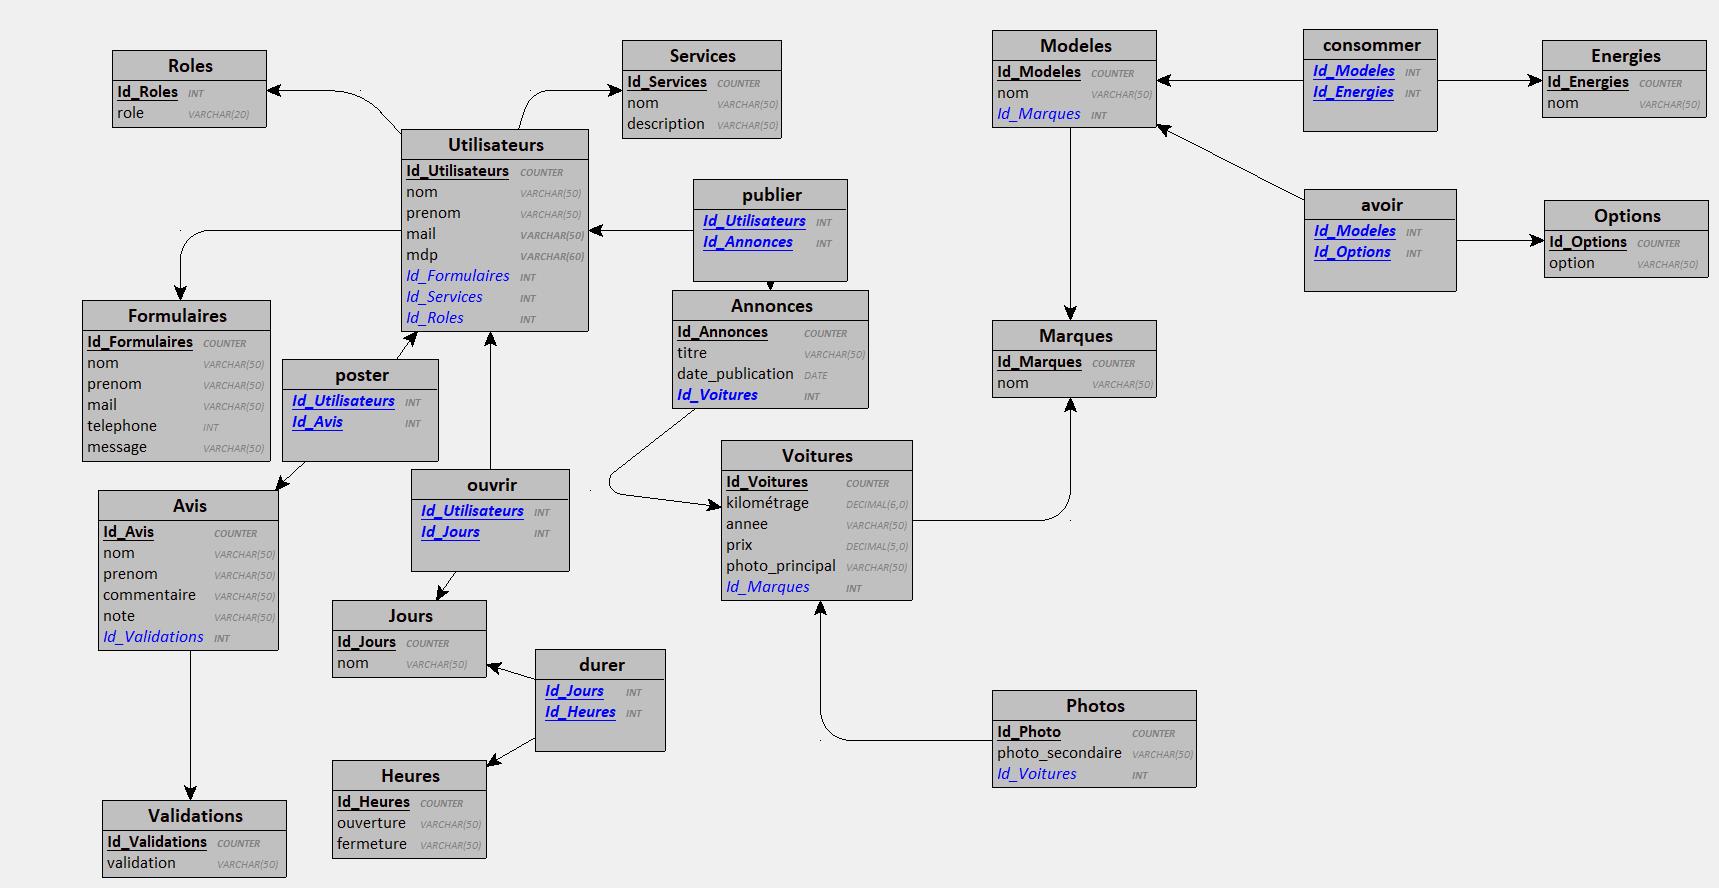 Roles
Id_Roles INT
role VARCHAR(20)
Services
Id_Services COUNTER
nom VARCHAR(50)
description VARCHAR(50)
Utilisateurs
Id_Utilisateurs COUNTER
nom VARCHAR(50)
prenom VARCHAR(50)
mail VARCHAR(50)
mdp VARCHAR(60)
Id_Formulaires INT
Id_Services INT
Id_Roles INT
publier
Id_Utilisateurs INT
Id_Annonces INT
Formulaires
Id_Formulaires COUNTER
nom VARCHAR(50)
prenom VARCHAR(50)
mail VARCHAR(50)
telephone INT
message VARCHAR(50)
poster
Id_Utilisateurs INT
Id_Avis INT
Annonces
Id_Annonces COUNTER
titre VARCHAR(50)
date_publication DATE
Id_Voitures INT
Avis
Id_Avis COUNTER
nom VARCHAR(50)
prenom VARCHAR(50)
commentaire VARCHAR(50)
note VARCHAR(50)
Id_Validations INT
ouvrir
Id_Utilisateurs INT
Id_Jours INT
Voitures
Id_Voitures COUNTER
kilométrage DECIMAL(6,0)
annee VARCHAR(50)
prix DECIMAL(5,0)
photo_principal VARCHAR(50)
Id_Marques INT
Jours
Id_Jours COUNTER
nom VARCHAR(50)
durer
Id_Jours INT
Id_Heures INT
Heures
Id_Heures COUNTER
ouverture VARCHAR(50)
fermeture VARCHAR(50)
Validations
Id_Validations COUNTER
validation VARCHAR(50)
Modeles
Id_Modeles COUNTER
nom VARCHAR(50)
Id_Marques INT
consommer
Id_Modeles INT
Id_Energies INT
Energies
Id_Energies COUNTER
nom VARCHAR(50)
avoir
Id_Modeles INT
Id_Options INT
Options
Id_Options COUNTER
option VARCHAR(50)
Marques
Id_Marques COUNTER
nom VARCHAR(50)
Photos
Id_Photo COUNTER
photo_secondaire VARCHAR(50)
Id_Voitures INT